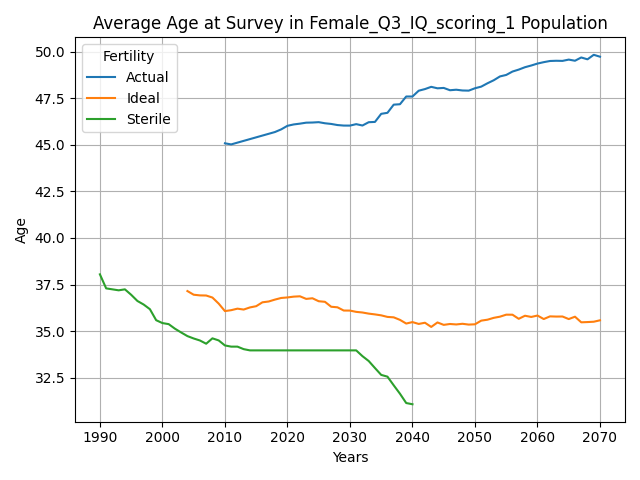 Average Age at Survey in Female_Q3_IQ_scoring_1 Population
Fertility
Actual
Ideal
Sterile
50.0
47.5
45.0
42.5
40.0
37.5
35.0
32.5
Age
1990 2000 2010 2020 2030 2040 2050 2060 2070
Years